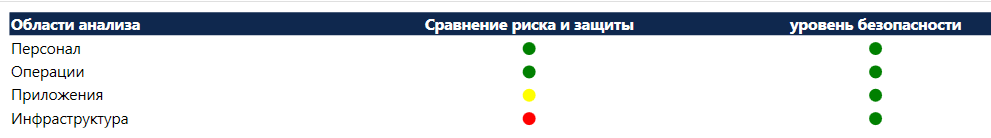 Области анализа Сравнение риска и защиты уровень безопасности
Персонал
Операции
Приложения
Инфраструктура